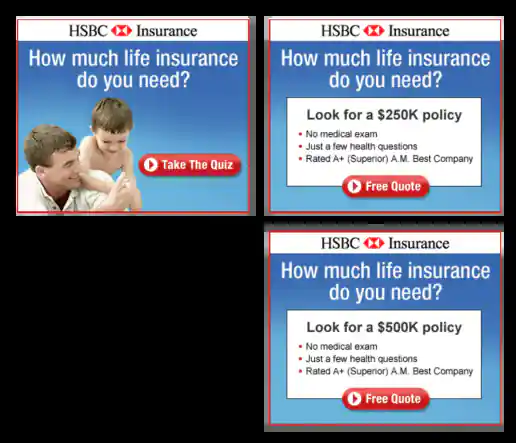 HSBC Insurance
How much life insurance
do you need?
Take The Quiz
HSBC Insurance
How much life insurance
do you need?
Look for a $250K policy
• No medical exam
• Just a few health questions
• Rated A+ (Superior) A.M. Best Company
Free Quote
HSBC Insurance
How much life insurance
do you need?
Look for a $500K policy
• No medical exam
• Just a few health questions
• Rated A+ (Superior) A.M. Best Company
Free Quote